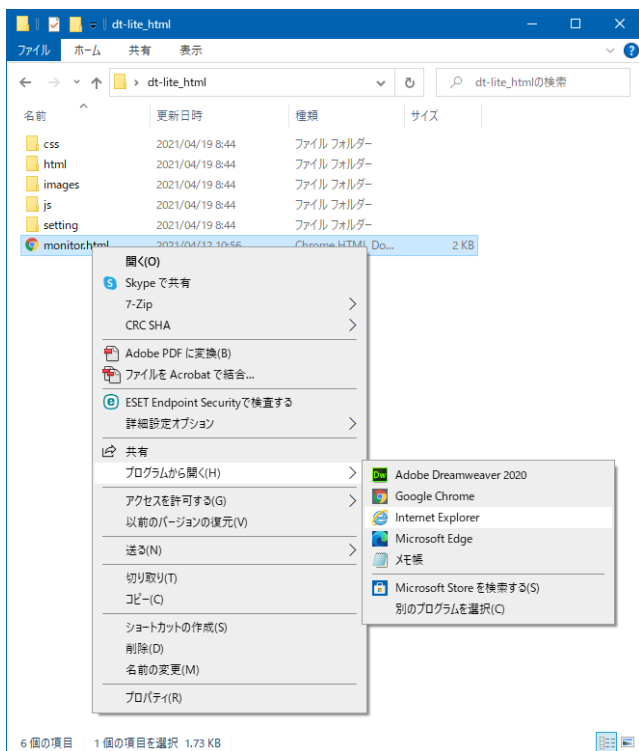 dt-lite_html
ファイル ホーム 共有 表示
dt-lite_html dt-lite_htmlの検索
名前 更新日時 種類 サイズ
css 2021/04/19 8:44 ファイル フォルダー
html 2021/04/19 8:44 ファイル フォルダー
images 2021/04/19 8:44 ファイル フォルダー
js 2021/04/19 8:44 ファイル フォルダー
setting 2021/04/19 8:44 ファイル フォルダー
monitor.html 2021/04/12 10:56 Chrome HTML Do... 2 KB
開く(O)
Skype で共有
7-Zip
CRC SHA
Adobe PDF に変換(B)
ファイルを Acrobat で結合...
ESET Endpoint Securityで検査する
詳細設定オプション
共有
プログラムから開く(H)
Adobe Dreamweaver 2020
Google Chrome
Internet Explorer
Microsoft Edge
メモ帳
Microsoft Store を検索する(S)
別のプログラムを選択(C)
アクセスを許可する(G)
以前のバージョンの復元(V)
送る(N)
切り取り(T)
コピー(C)
ショートカットの作成(S)
削除(D)
名前の変更(M)
プロパティ(R)
6 個の項目 1 個の項目を選択 1.73 KB